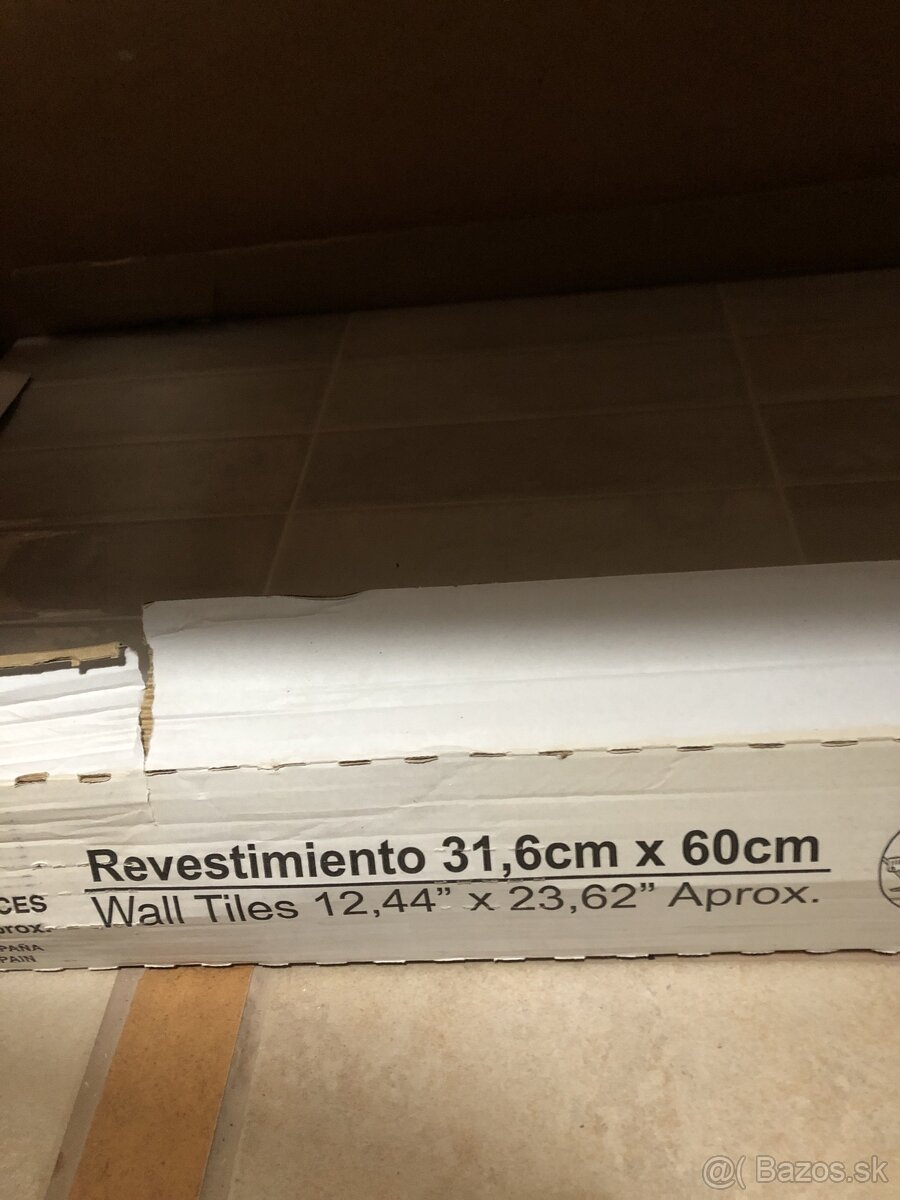 Revestimiento 31,6cm x 60cm
Wall Tiles 12,44” x 23,62” Aprox.
CES
prox.
PAÑA
PAIN
@( Bazos.sk